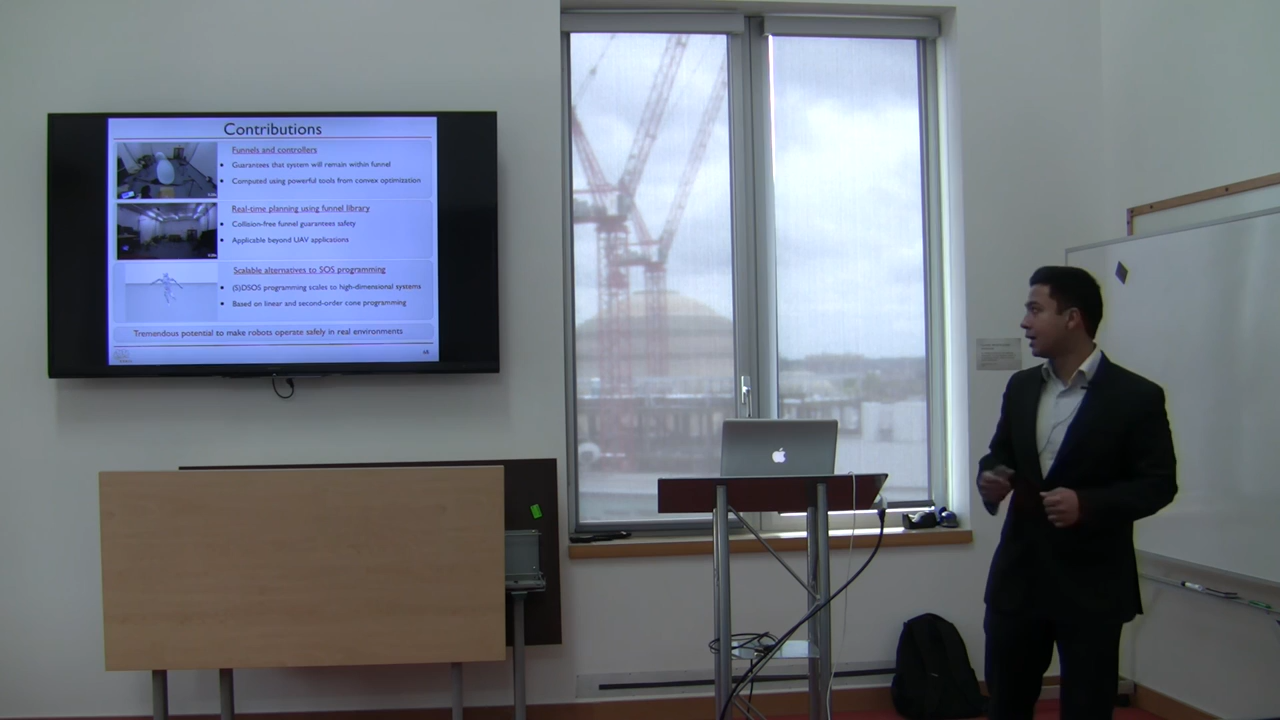 Contributions
Funnels and controllers
• Guarantees that system will remain within funnel
• Computed using powerful tools from convex optimization
Real-time planning using funnel library
• Collision-free funnel guarantees safety
• Applicable beyond UAV applications
Scalable alternatives to SOS programming
• (S)DSOS programming scales to high-dimensional systems
• Based on linear and second-order cone programming
Tremendous potential to make robots operate safely in real environments
68